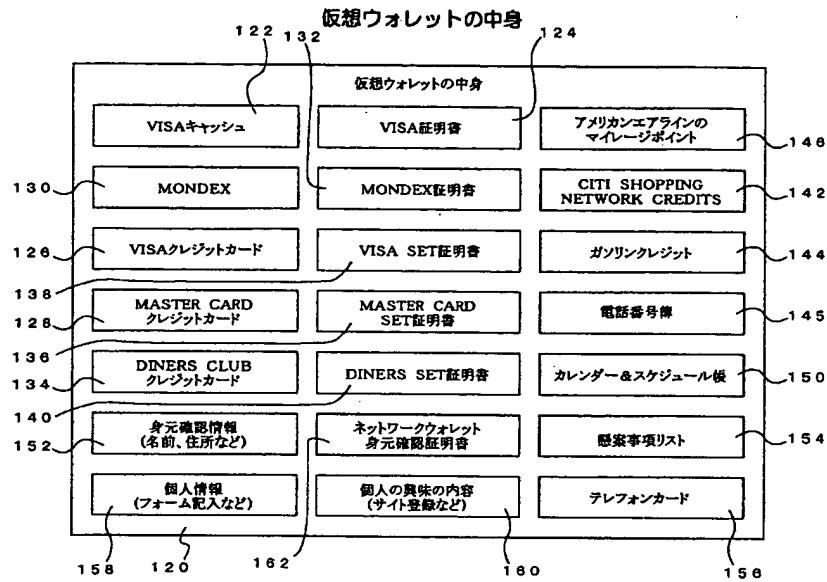 仮想ウォレットの中身
122 132 124
仮想ウォレットの中身
VISAキャッシュ
VISA証明書
アメリカンエアラインの
マイレージポイント
146
130
MONDEX
MONDEX証明書
CITI SHOPPING
NETWORK CREDITS
142
126
VISAクレジットカード
VISA SET証明書
ガソリンクレジット
144
138
128
MASTER CARD
クレジットカード
MASTER CARD
SET証明書
電話番号簿
145
136
134
DINERS CLUB
クレジットカード
DINERS SET証明書
カレンダー&スケジュール帳
150
140
152
身元確認情報
(名前、住所など)
ネットワークウォレット
身元確認証明書
懸案事項リスト
154
個人情報
(フォーム記入など)
個人の興味の内容
(サイト登録など)
テレフォンカード
158 120 162 160 156